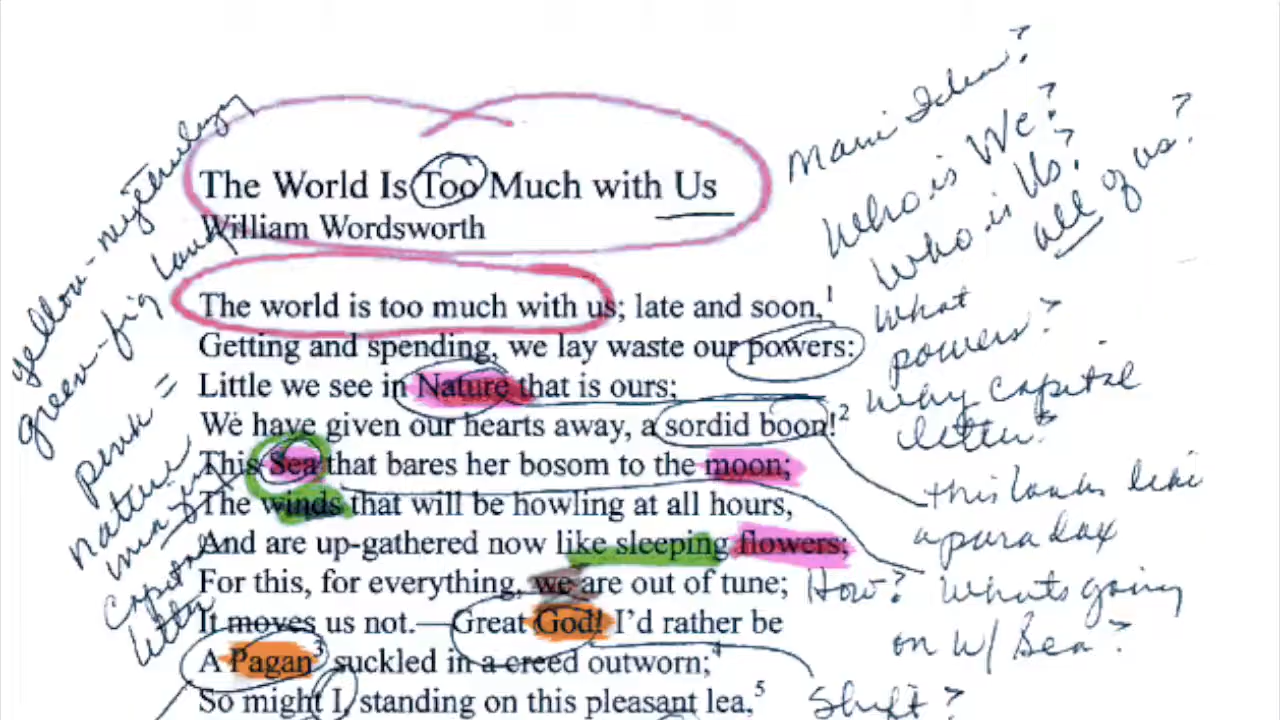 The World Is Too Much with Us
William Wordsworth
The world is too much with us; late and soon,1
Getting and spending, we lay waste our powers:
Little we see in Nature that is ours;
We have given our hearts away, a sordid boon!2
This Sea that bares her bosom to the moon;
The winds that will be howling at all hours,
And are up-gathered now like sleeping flowers;
For this, for everything, we are out of tune;
It moves us not.—Great God! I'd rather be
A Pagan3 suckled in a creed outworn;4
So might I, standing on this pleasant lea,5
Main Idea?
Who is We?
Who is Us?
all of us?
What
powers?
Why Capital
letter?
this looks like
a paradox
How?
What's going
on w/ Sea?
Shift?
green - fig lang
pink =
nature
Capital
letter